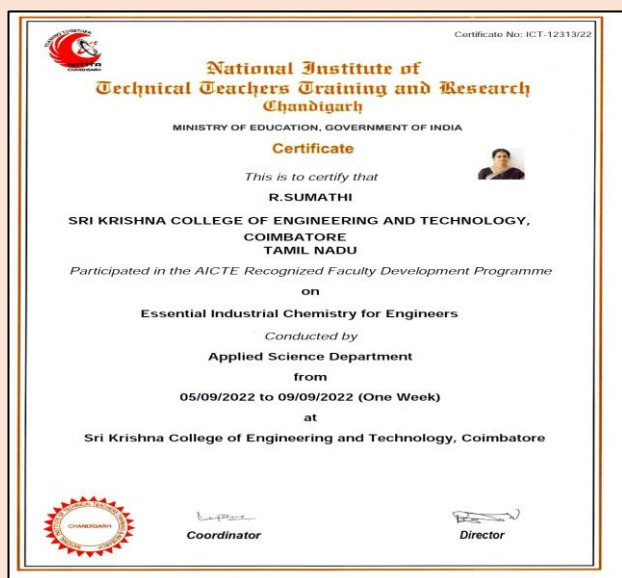 Certificate No: ICT-12313/22
CHANDIGARH
National Institute of
Technical Teachers Training and Research
Chandigarh
MINISTRY OF EDUCATION, GOVERNMENT OF INDIA
Certificate
This is to certify that
R.SUMATHI
SRI KRISHNA COLLEGE OF ENGINEERING AND TECHNOLOGY,
COIMBATORE
TAMIL NADU
Participated in the AICTE Recognized Faculty Development Programme
on
Essential Industrial Chemistry for Engineers
Conducted by
Applied Science Department
from
05/09/2022 to 09/09/2022 (One Week)
at
Sri Krishna College of Engineering and Technology, Coimbatore
CHANDIGARH
Coordinator
Director